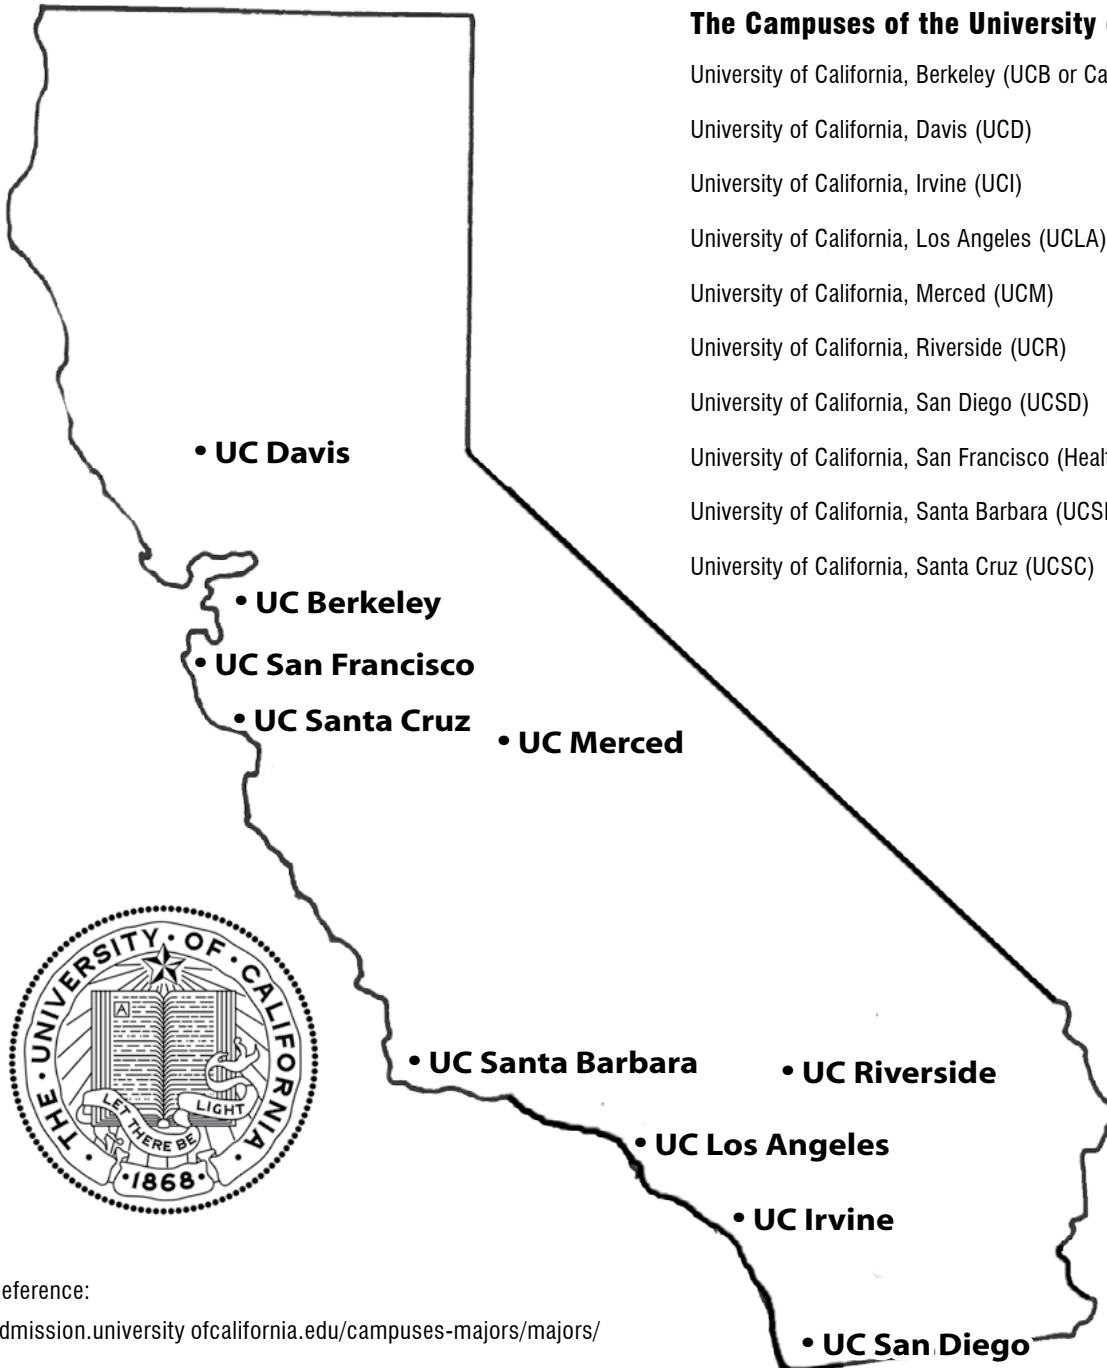 The Campuses of the University
University of California, Berkeley (UCB or Ca
University of California, Davis (UCD)
University of California, Irvine (UCI)
University of California, Los Angeles (UCLA)
University of California, Merced (UCM)
University of California, Riverside (UCR)
University of California, San Diego (UCSD)
University of California, San Francisco (Heal
University of California, Santa Barbara (UCS
University of California, Santa Cruz (UCSC)
• UC Davis
• UC Berkeley
• UC San Francisco
• UC Santa Cruz
• UC Merced
• UC Santa Barbara
• UC Riverside
• UC Los Angeles
• UC Irvine
• UC San Diego
· THE · UNIVERSITY · OF · CALIFORNIA ·
A
LET THERE BE LIGHT
·1868·
eference:
dmission.university ofcalifornia.edu/campuses-majors/majors/